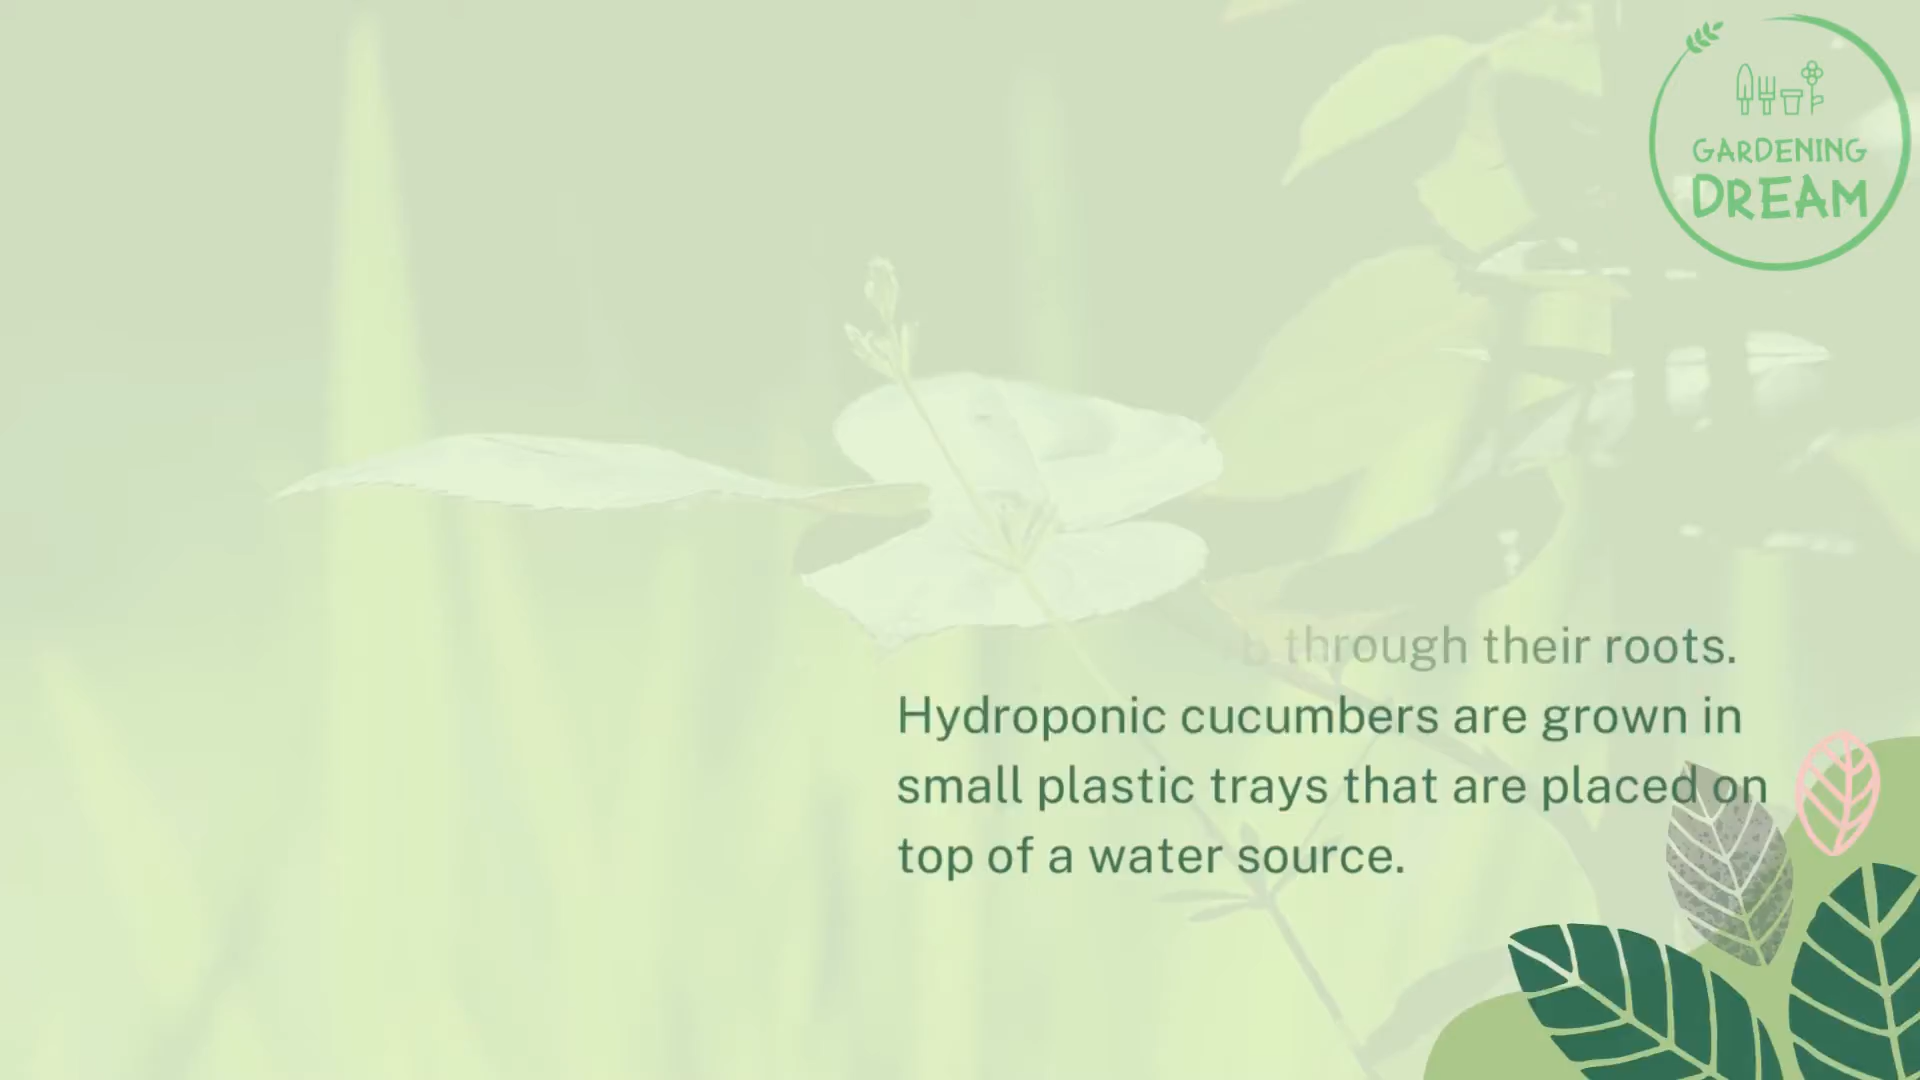 GARDENING
DREAM
through their roots.
Hydroponic cucumbers are grown in
small plastic trays that are placed on
top of a water source.